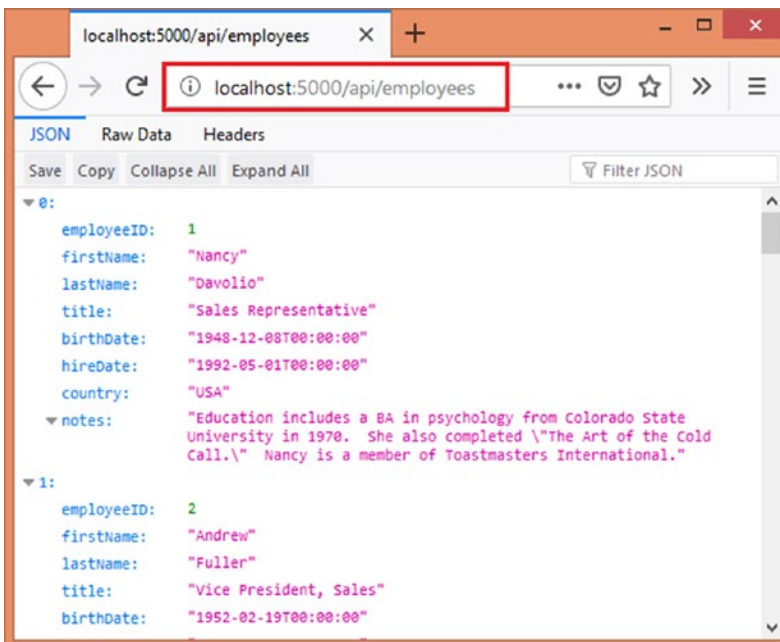 localhost:5000/api/employees
localhost:5000/api/employees
JSON Raw Data Headers
Save Copy Collapse All Expand All Filter JSON
0:
employeeID: 1
firstName: "Nancy"
lastName: "Davolio"
title: "Sales Representative"
birthDate: "1948-12-08T00:00:00"
hireDate: "1992-05-01T00:00:00"
country: "USA"
notes: "Education includes a BA in psychology from Colorado State
University in 1970. She also completed \"The Art of the Cold
Call.\" Nancy is a member of Toastmasters International."
1:
employeeID: 2
firstName: "Andrew"
lastName: "Fuller"
title: "Vice President, Sales"
birthDate: "1952-02-19T00:00:00"